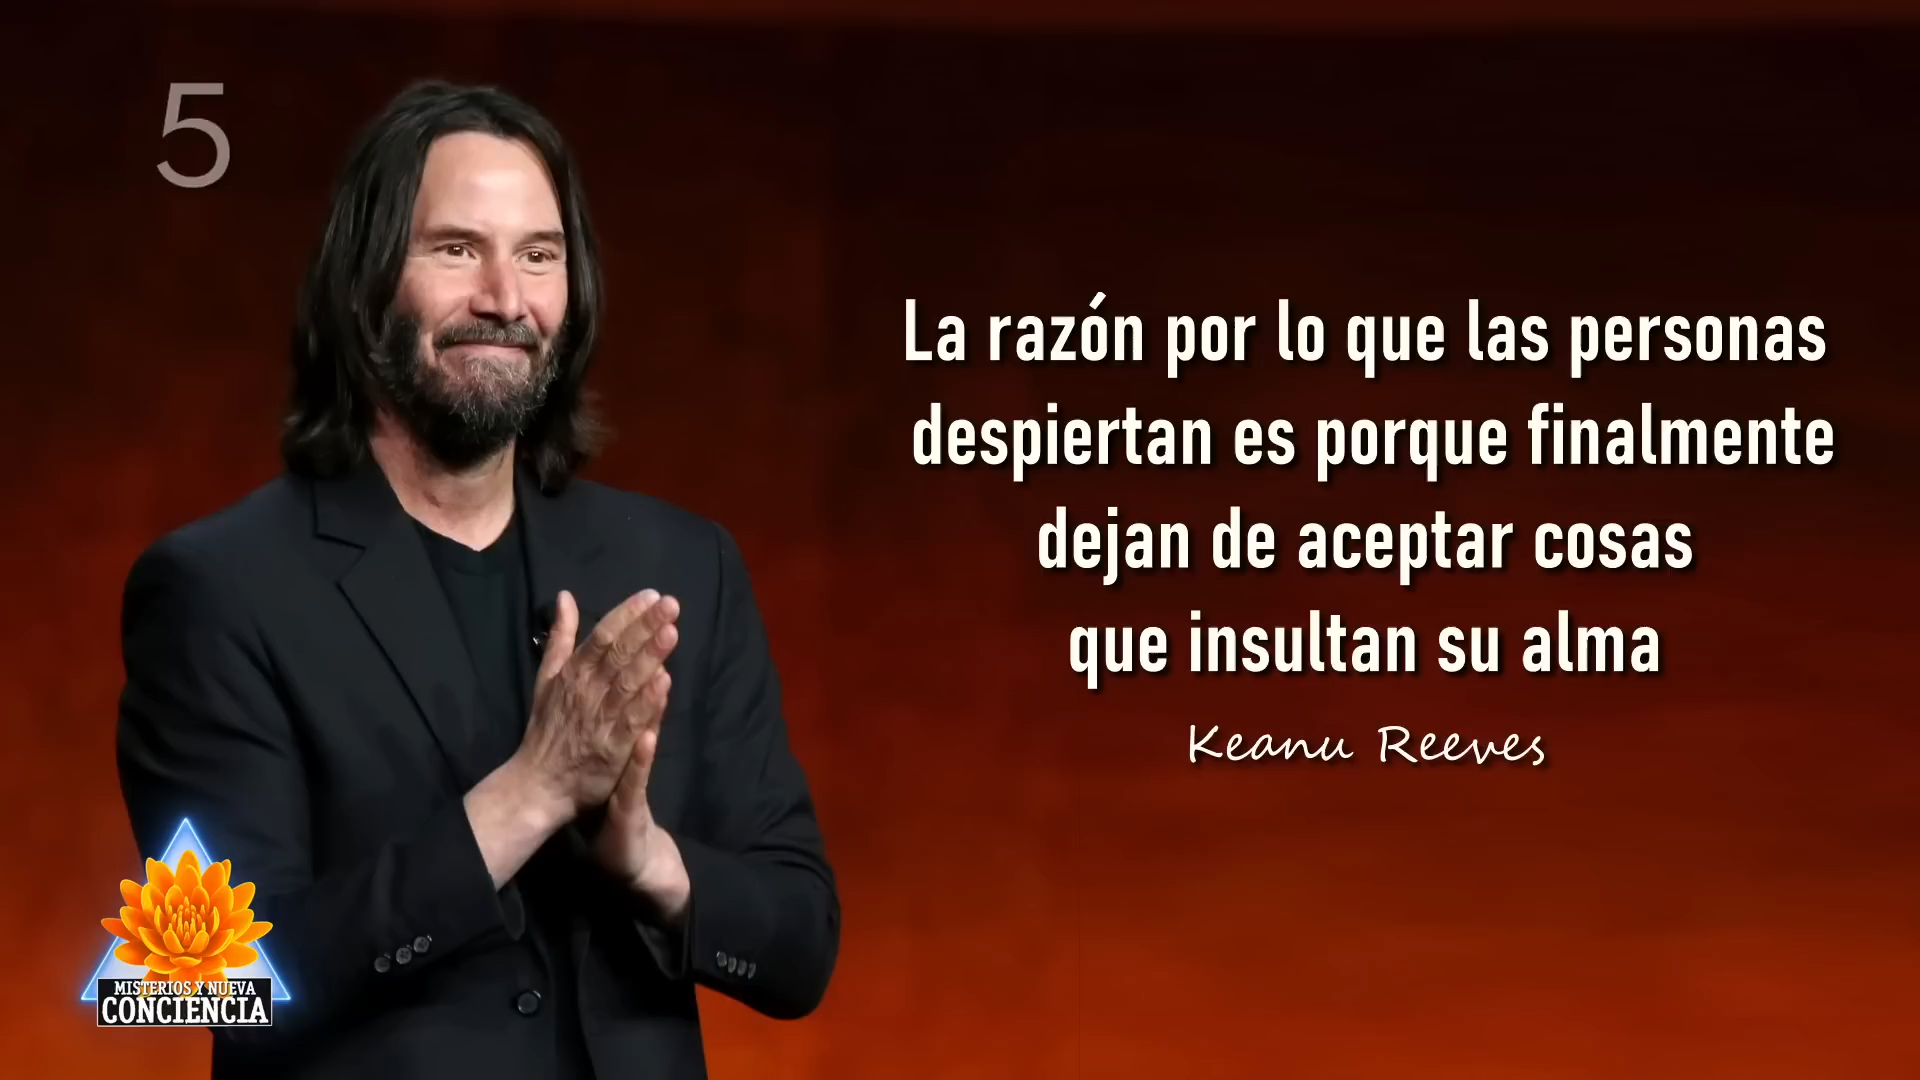 5
La razón por lo que las personas
despiertan es porque finalmente
dejan de aceptar cosas
que insultan su alma
Keanu Reeves
MISTERIOS Y NUEVA
CONCIENCIA